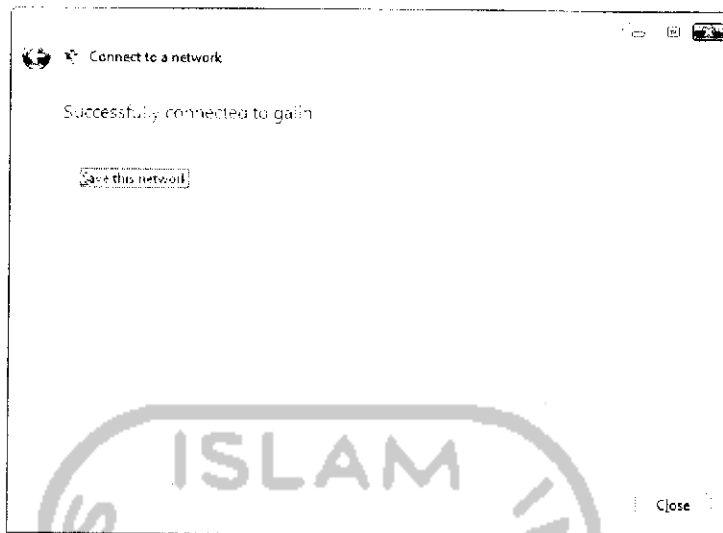 Connect to a network
Successfully connected to galih
Save this network
ISLAM
Close